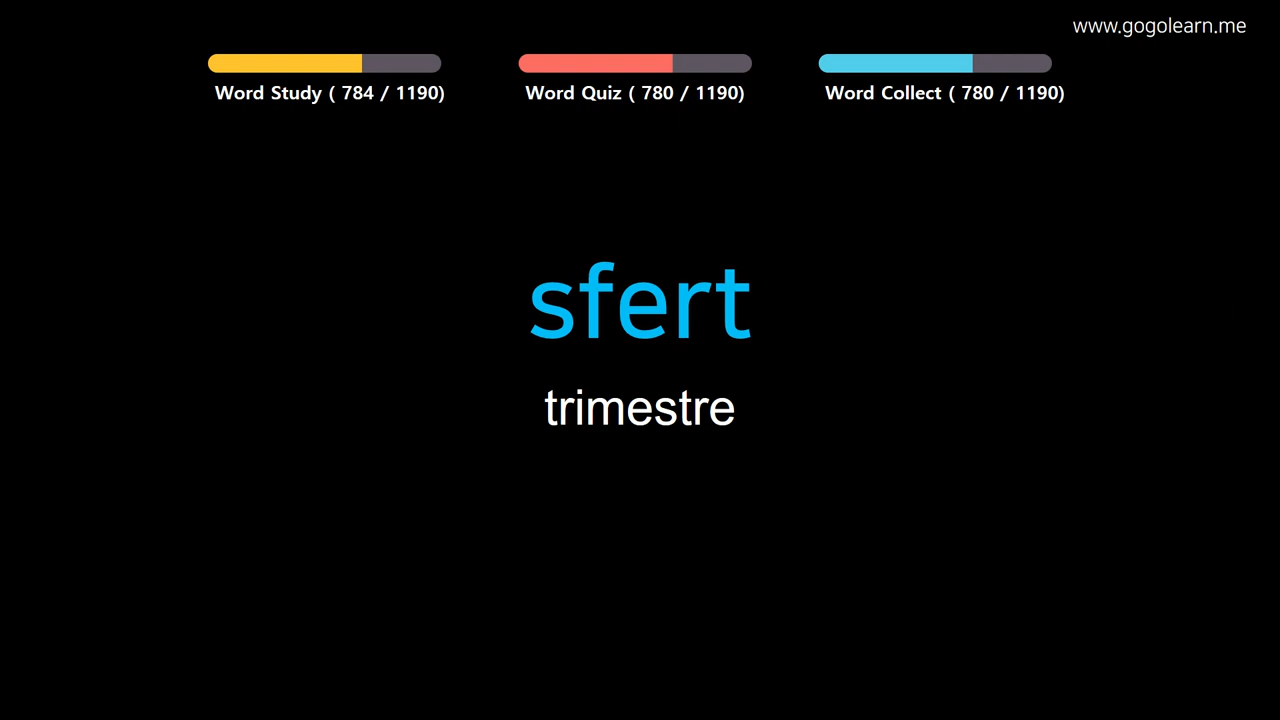 www.gogolearn.me
Word Study ( 784 / 1190)
Word Quiz ( 780 / 1190)
Word Collect ( 780 / 1190)
sfert
trimestre